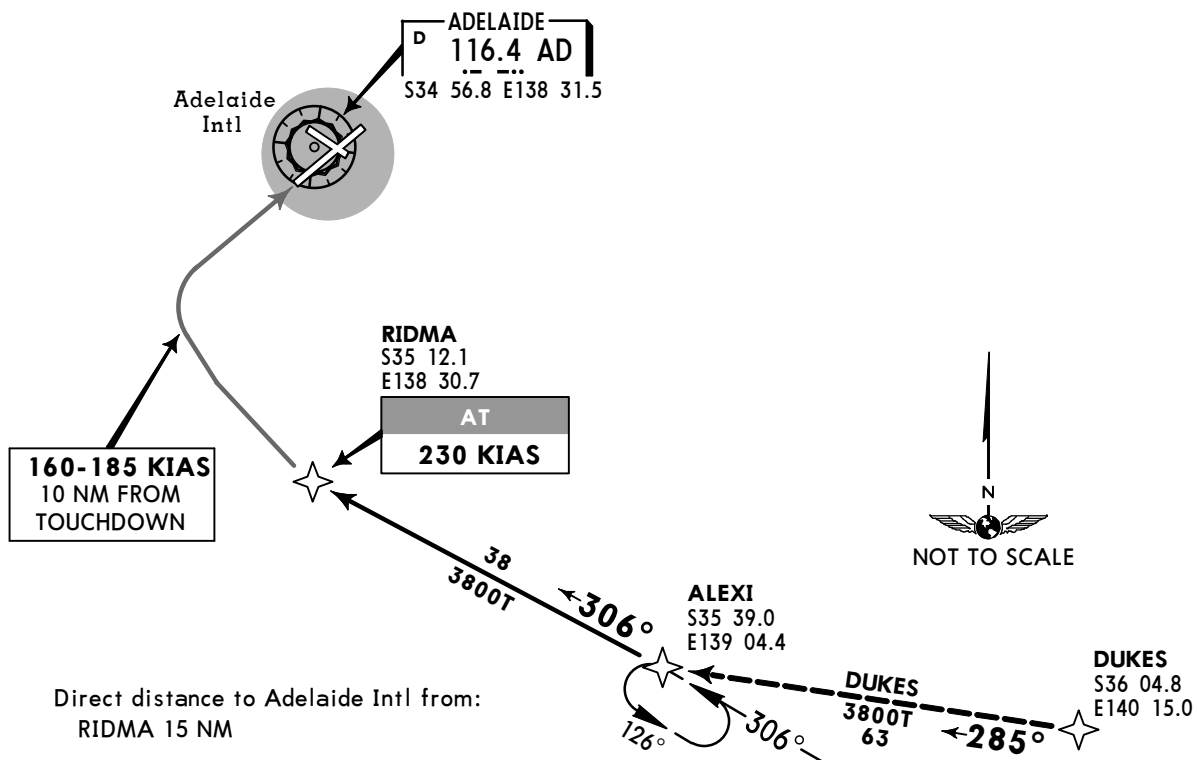 ADELAIDE
D 116.4 AD
S34 56.8 E138 31.5
Adelaide
Intl
RIDMA
S35 12.1
E138 30.7
AT
230 KIAS
160-185 KIAS
10 NM FROM
TOUCHDOWN
N
NOT TO SCALE
38
3800T
306°
ALEXI
S35 39.0
E139 04.4
DUKES
S36 04.8
E140 15.0
DUKES
3800T
63
285°
126°
306°
Direct distance to Adelaide Intl from:
RIDMA 15 NM